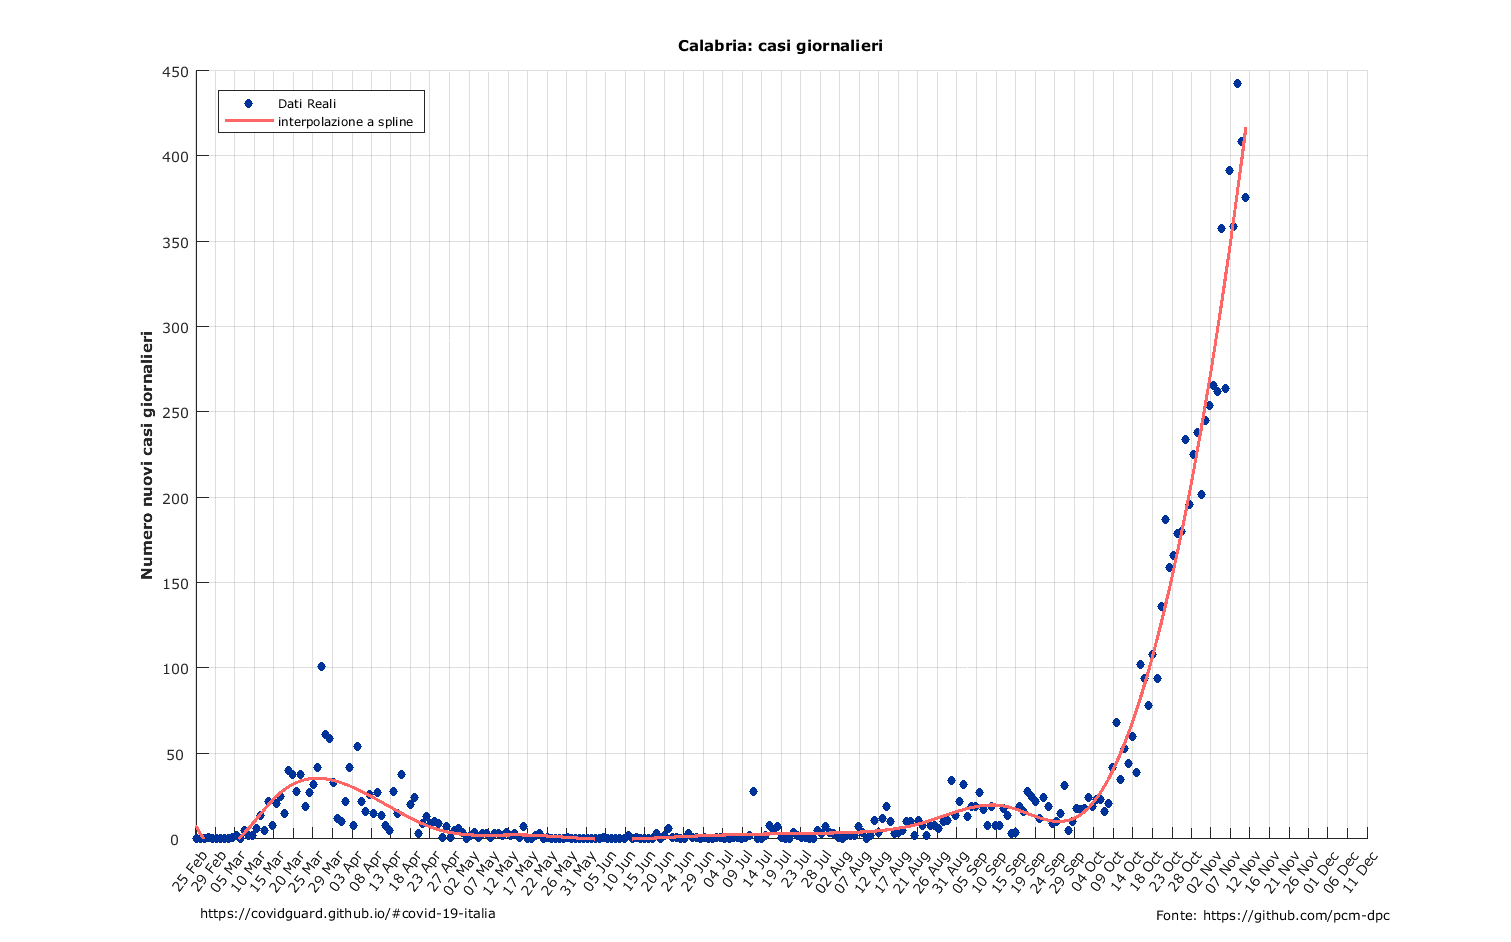 Calabria: casi giornalieri
Dati Reali
interpolazione a spline
Numero nuovi casi giornalieri
450
400
350
300
250
200
150
100
50
0
25 Feb
29 Feb
05 Mar
10 Mar
15 Mar
20 Mar
25 Mar
29 Mar
03 Apr
08 Apr
13 Apr
18 Apr
23 Apr
27 Apr
02 May
07 May
12 May
17 May
22 May
26 May
31 May
05 Jun
10 Jun
15 Jun
20 Jun
24 Jun
29 Jun
04 Jul
09 Jul
14 Jul
19 Jul
23 Jul
28 Jul
02 Aug
07 Aug
12 Aug
17 Aug
21 Aug
26 Aug
31 Aug
05 Sep
10 Sep
15 Sep
19 Sep
24 Sep
29 Sep
04 Oct
09 Oct
14 Oct
18 Oct
23 Oct
28 Oct
02 Nov
07 Nov
12 Nov
16 Nov
21 Nov
26 Nov
01 Dec
06 Dec
11 Dec
https://covidguard.github.io/#covid-19-italia
Fonte: https://github.com/pcm-dpc